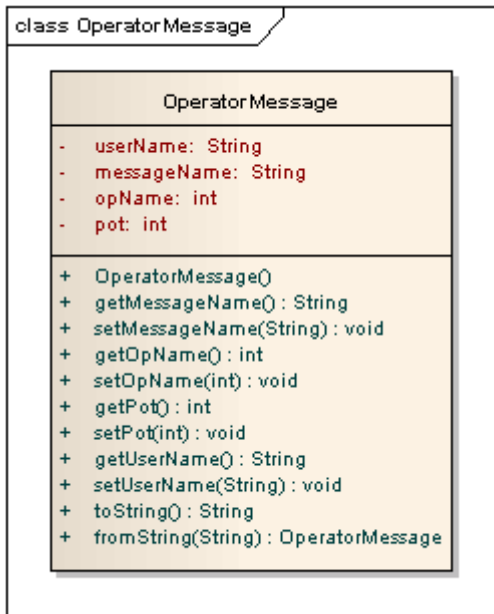 class OperatorMessage
OperatorMessage
- userName: String
- messageName: String
- opName: int
- pot: int
+ OperatorMessage()
+ getMessageName() : String
+ setMessageName(String) : void
+ getOpName() : int
+ setOpName(int) : void
+ getPot() : int
+ setPot(int) : void
+ getUserName() : String
+ setUserName(String) : void
+ toString() : String
+ fromString(String) : OperatorMessage